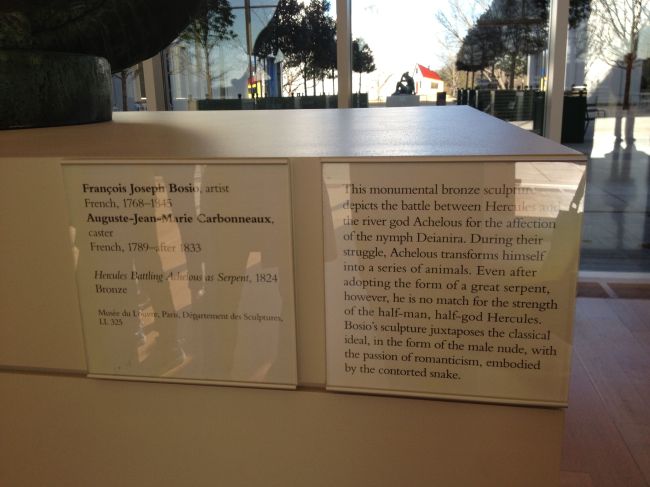 François Joseph Bosio, artist
French, 1768–1845
Auguste-Jean-Marie Carbonneaux,
caster
French, 1789–after 1833
Hercules Battling Achelous as Serpent, 1824
Bronze
Musée du Louvre, Paris, Département des Sculptures,
LL 325
This monumental bronze sculpture
depicts the battle between Hercules and
the river god Achelous for the affection
of the nymph Deianira. During their
struggle, Achelous transforms himself
into a series of animals. Even after
adopting the form of a great serpent,
however, he is no match for the strength
of the half-man, half-god Hercules.
Bosio's sculpture juxtaposes the classical
ideal, in the form of the male nude, with
the passion of romanticism, embodied
by the contorted snake.